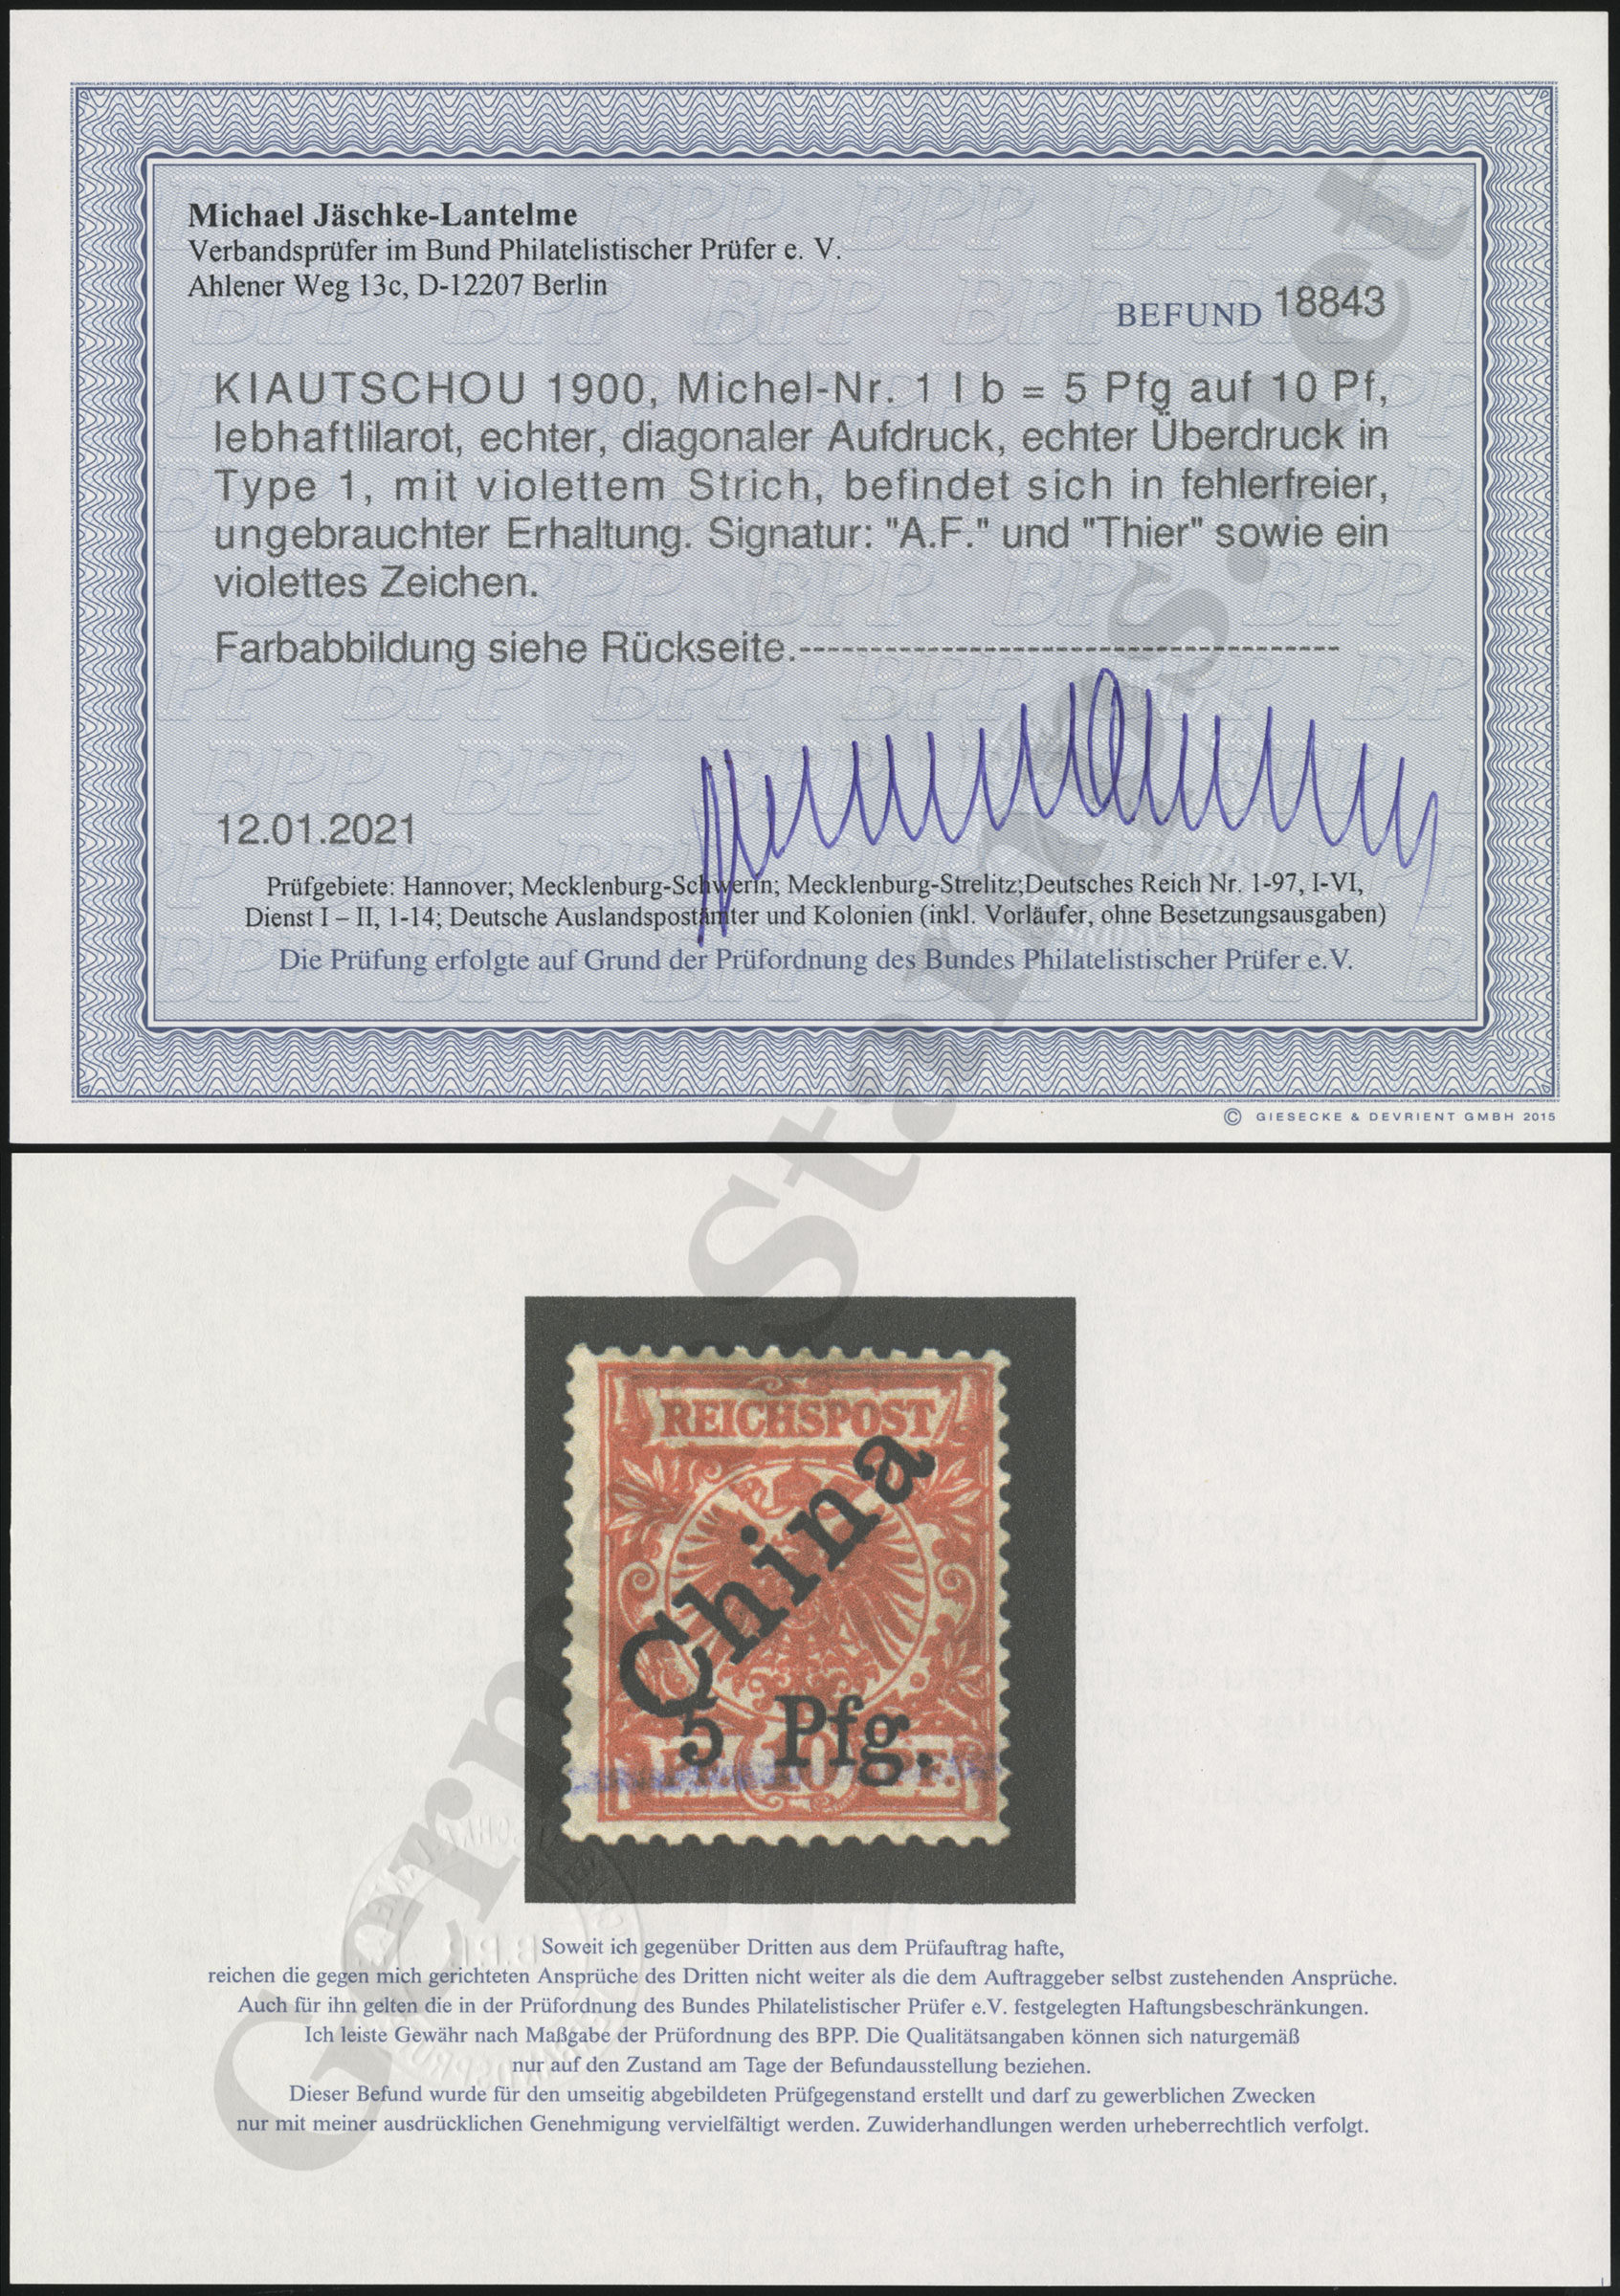 Michael Jäschke-Lantelme
Verbandsprüfer im Bund Philatelistischer Prüfer e. V.
Ahlener Weg 13c, D-12207 Berlin
BEFUND 18843
KIAUTSCHOU 1900, Michel-Nr. 1 I b = 5 Pfg auf 10 Pf,
lebhaftlilarot, echter, diagonaler Aufdruck, echter Überdruck in
Type 1, mit violettem Strich, befindet sich in fehlerfreier,
ungebrauchter Erhaltung. Signatur: "A.F." und "Thier" sowie ein
violettes Zeichen.
Farbabbildung siehe Rückseite.--------------------------------------
12.01.2021
Prüfgebiete: Hannover; Mecklenburg-Schwerin; Mecklenburg-Strelitz;Deutsches Reich Nr. 1-97, I-VI,
Dienst I – II, 1-14; Deutsche Auslandspostämter und Kolonien (inkl. Vorläufer, ohne Besetzungsausgaben)
Die Prüfung erfolgte auf Grund der Prüfordnung des Bundes Philatelistischer Prüfer e.V.
© GIESECKE & DEVRIENT GMBH 2015
REICHSPOST
China
5 Pfg.
PF. 10 PF.
Soweit ich gegenüber Dritten aus dem Prüfauftrag hafte,
reichen die gegen mich gerichteten Ansprüche des Dritten nicht weiter als die dem Auftraggeber selbst zustehenden Ansprüche.
Auch für ihn gelten die in der Prüfordnung des Bundes Philatelistischer Prüfer e.V. festgelegten Haftungsbeschränkungen.
Ich leiste Gewähr nach Maßgabe der Prüfordnung des BPP. Die Qualitätsangaben können sich naturgemäß
nur auf den Zustand am Tage der Befundausstellung beziehen.
Dieser Befund wurde für den umseitig abgebildeten Prüfgegenstand erstellt und darf zu gewerblichen Zwecken
nur mit meiner ausdrücklichen Genehmigung vervielfältigt werden. Zuwiderhandlungen werden urheberrechtlich verfolgt.